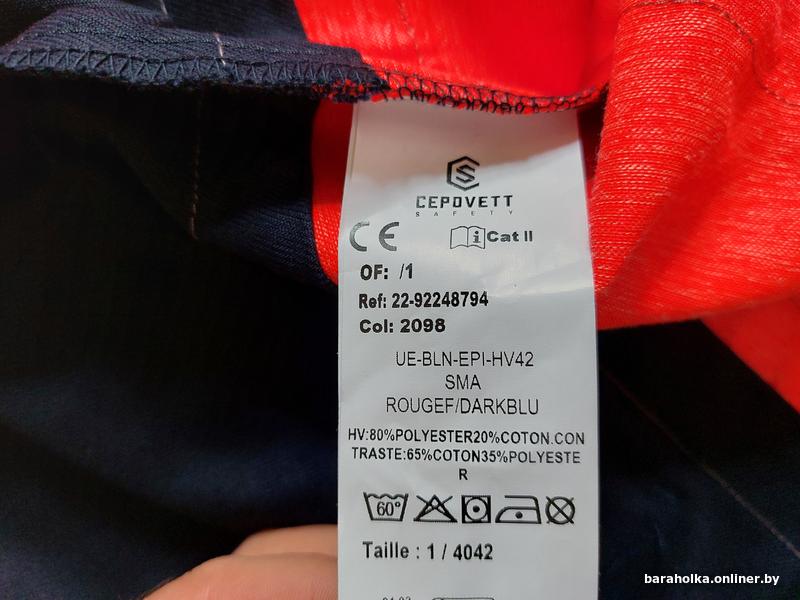 CEPOVETT
SAFETY
CE
i Cat II
OF: /1
Ref: 22-92248794
Col: 2098
UE-BLN-EPI-HV42
SMA
ROUGEF/DARKBLU
HV:80%POLYESTER20%COTON.CON
TRASTE:65%COTON35%POLYESTE
R
60°
Taille : 1 / 4042
baraholka.onliner.by